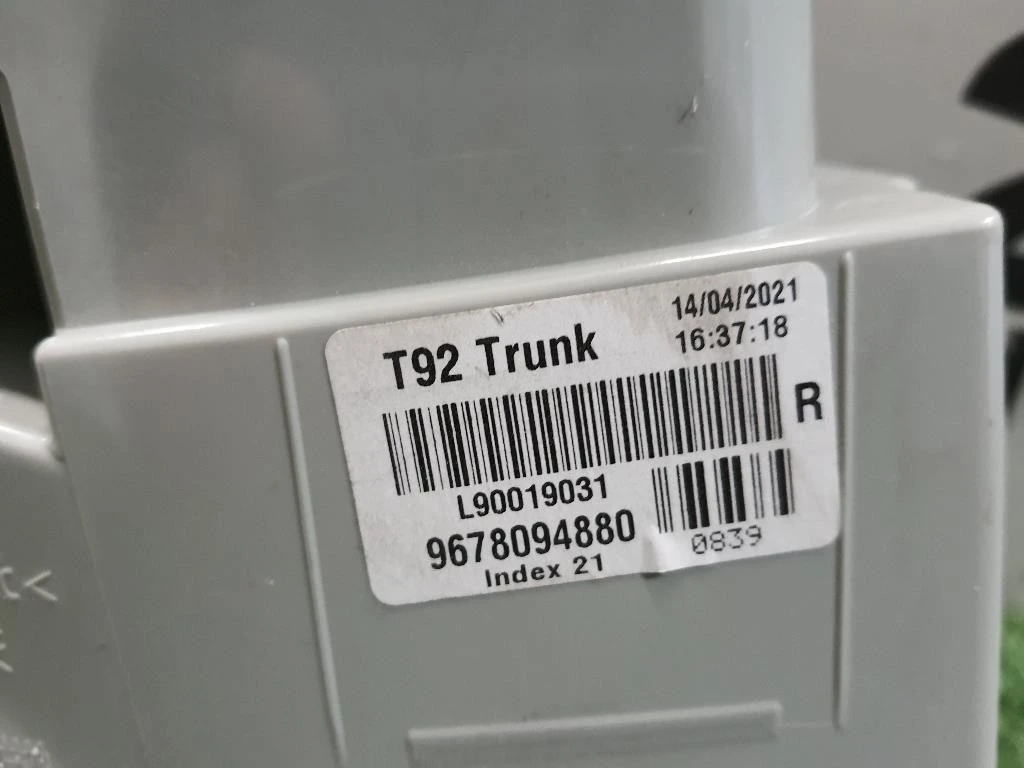 T92 Trunk
14/04/2021
16:37:18
R
L90019031
9678094880
Index 21
0839